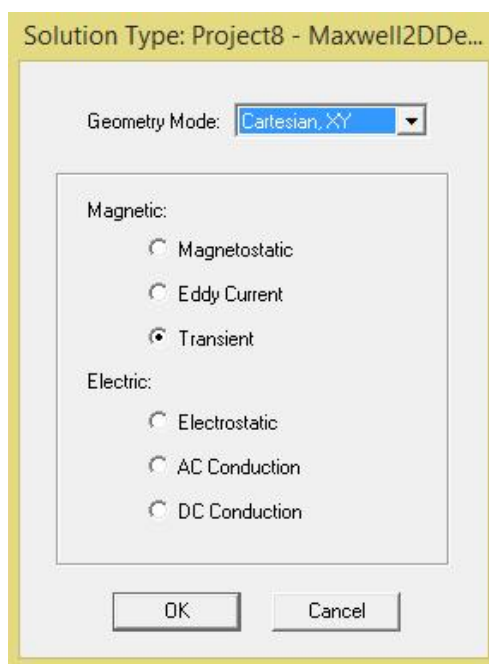 Solution Type: Project8 - Maxwell2DDe...
Geometry Mode: Cartesian, XY
Magnetic:
Magnetostatic
Eddy Current
Transient
Electric:
Electrostatic
AC Conduction
DC Conduction
OK Cancel